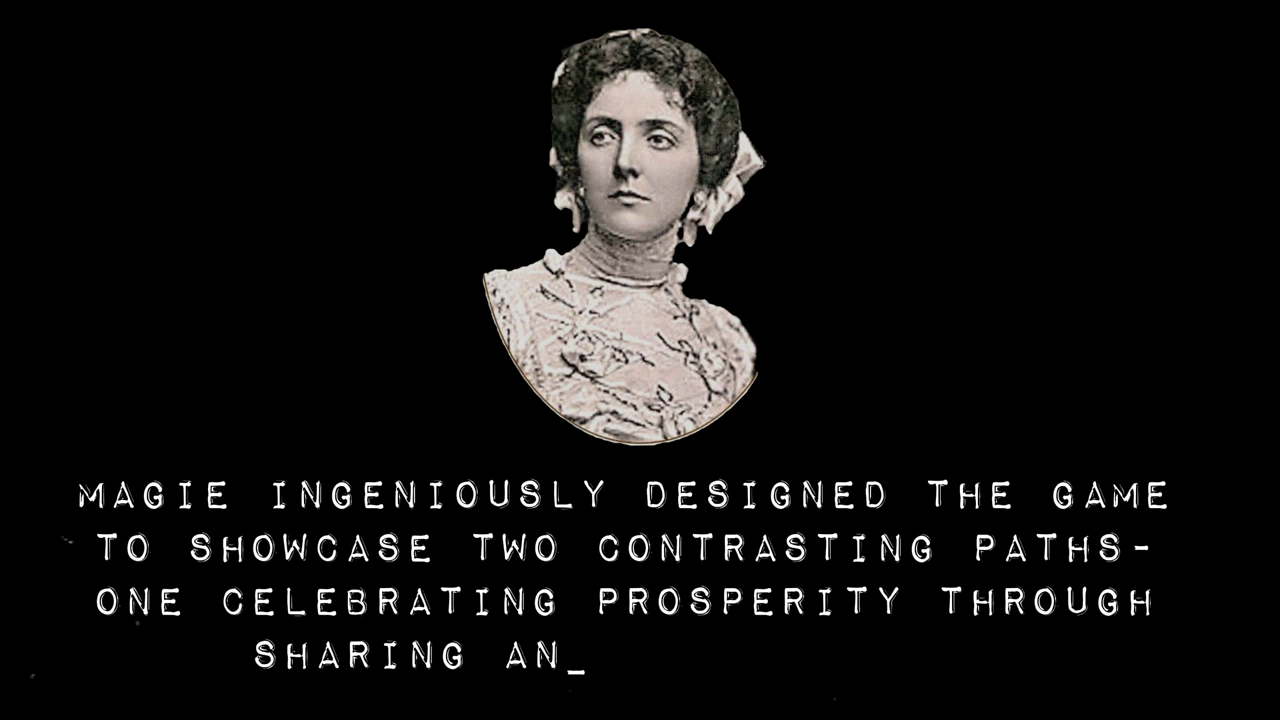 MAGIE INGENIOUSLY DESIGNED THE GAME
TO SHOWCASE TWO CONTRASTING PATHS-
ONE CELEBRATING PROSPERITY THROUGH
SHARING AN_